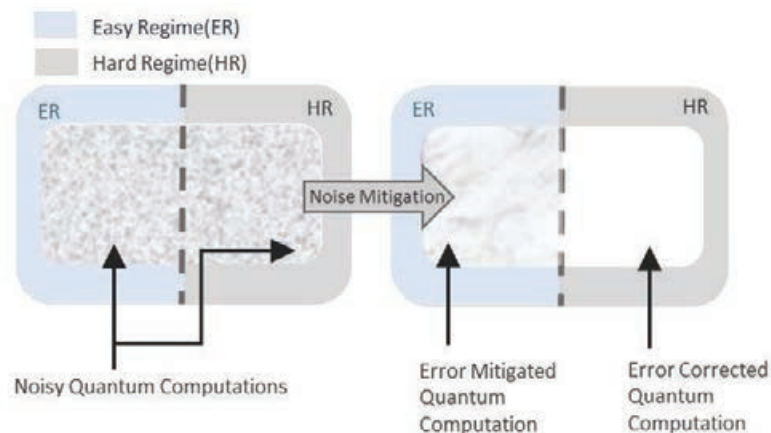 Easy Regime(ER)
Hard Regime(HR)
ER
HR
Noise Mitigation
ER
HR
Noisy Quantum Computations
Error Mitigated
Quantum
Computation
Error Corrected
Quantum
Computation